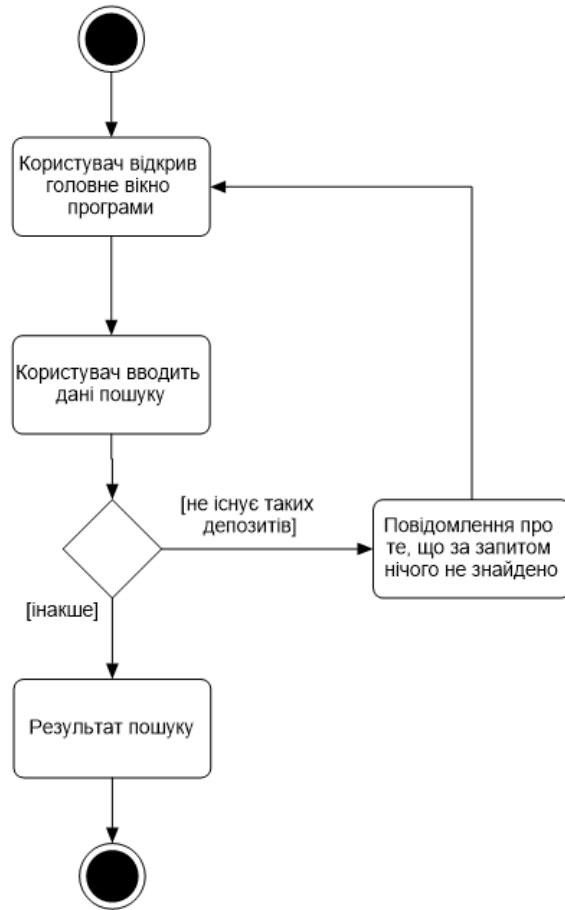 Користувач відкрив
головне вікно
програми
Користувач вводить
дані пошуку
[не існує таких
депозитів]
Повідомлення про
те, що за запитом
нічого не знайдено
[інакше]
Результат пошуку